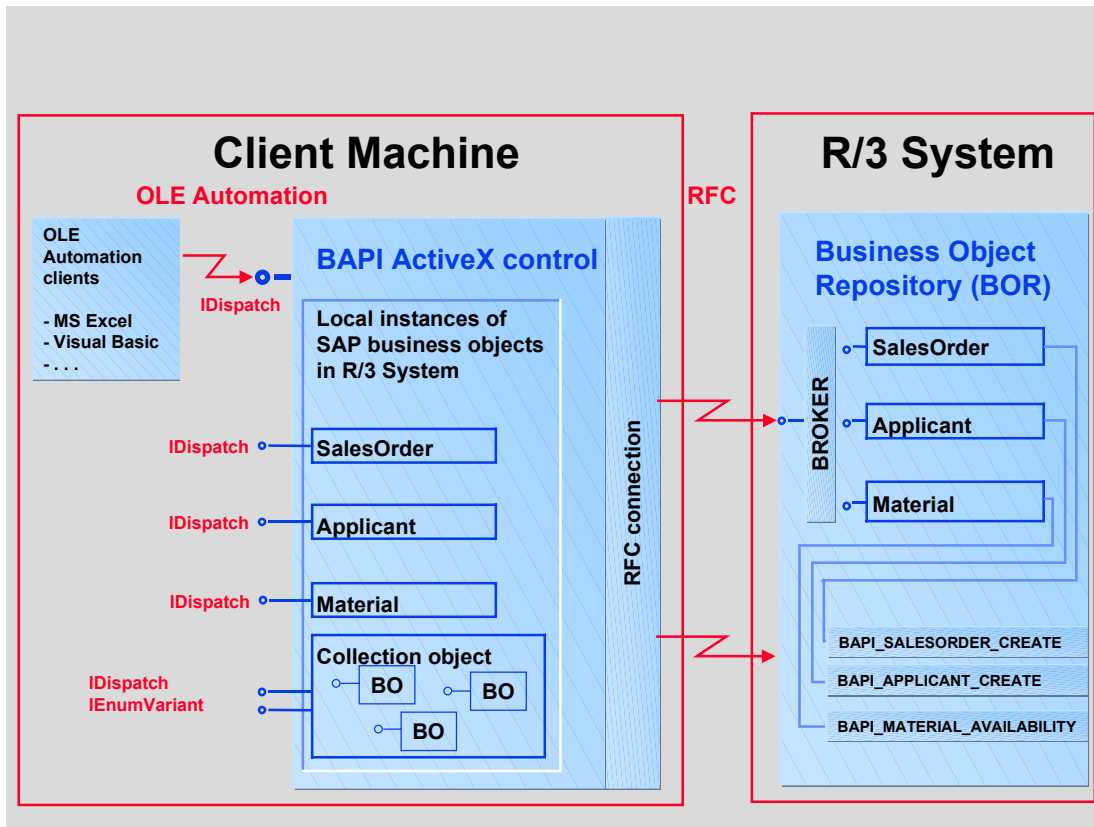 Client Machine
R/3 System
OLE Automation
RFC
OLE
Automation
clients
- MS Excel
- Visual Basic
- . . .
IDispatch
BAPI ActiveX control
Local instances of
SAP business objects
in R/3 System
IDispatch
SalesOrder
IDispatch
Applicant
IDispatch
Material
Collection object
IDispatch
IEnumVariant
BO
BO
BO
RFC connection
Business Object
Repository (BOR)
BROKER
SalesOrder
Applicant
Material
BAPI_SALESORDER_CREATE
BAPI_APPLICANT_CREATE
BAPI_MATERIAL_AVAILABILITY